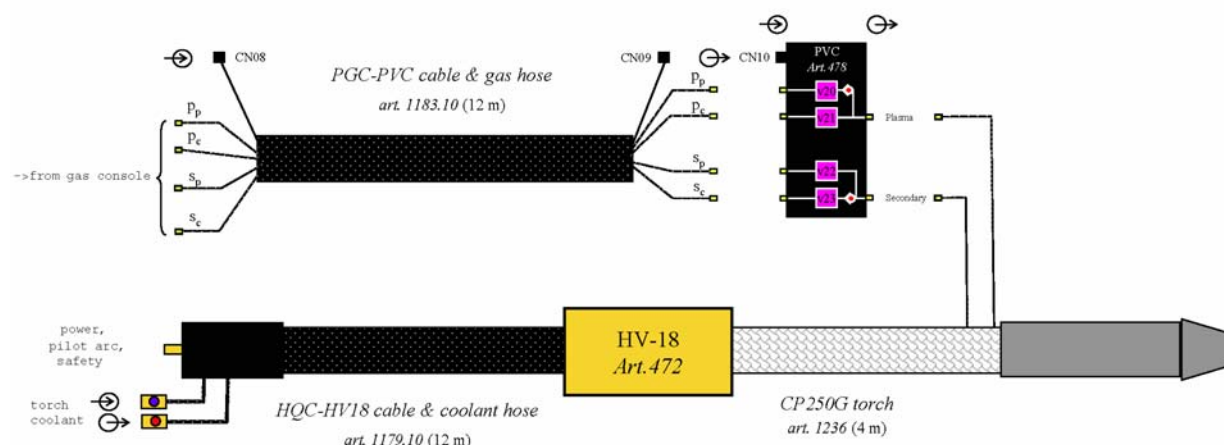 CN08
PGC-PVC cable & gas hose
art. 1183.10 (12 m)
CN09
CN10
PVC
Art.478
pp
pc
sp
sc
->from gas console
pp
pc
sp
sc
v20
v21
v22
v23
Plasma
Secondary
power,
pilot arc,
safety
torch
coolant
HV-18
Art.472
HQC-HV18 cable & coolant hose
art. 1179.10 (12 m)
CP250G torch
art. 1236 (4 m)